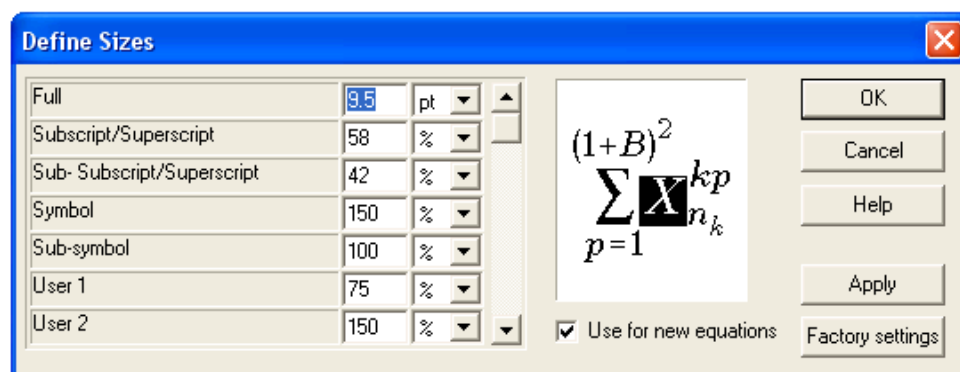 Define Sizes
Full 9.5 pt
Subscript/Superscript 58 %
Sub- Subscript/Superscript 42 %
Symbol 150 %
Sub-symbol 100 %
User 1 75 %
User 2 150 %
(1+B)²
∑ X kp n k
p=1
Use for new equations
OK
Cancel
Help
Apply
Factory settings